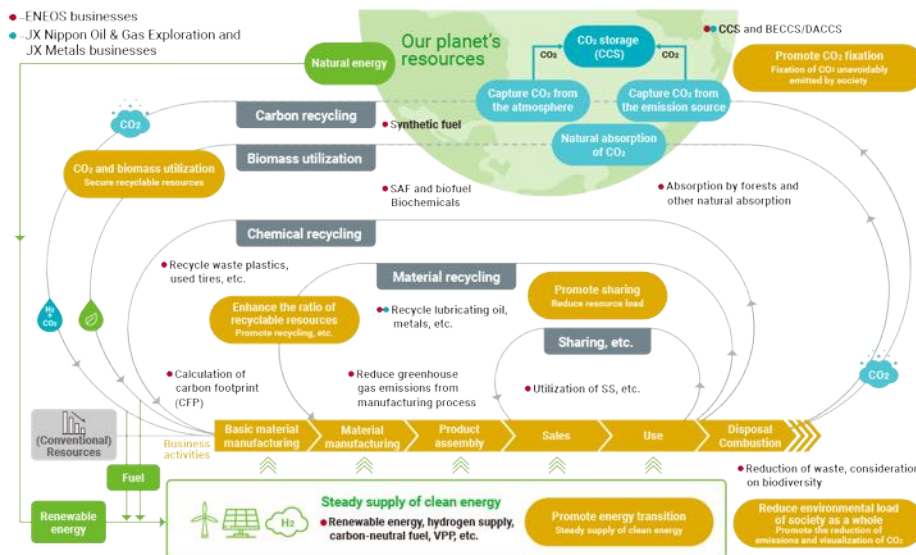 -ENEOS businesses
-JX Nippon Oil & Gas Exploration and
JX Metals businesses
Natural energy
Our planet's
resources
CO₂ storage
(CCS)
CO₂
CO₂
CCS and BECCS/DACCS
Promote CO₂ fixation
Fixation of CO₂ unavoidably
emitted by society
Capture CO₂ from
the atmosphere
Capture CO₂ from
the emission source
Natural absorption
of CO₂
CO₂
Carbon recycling
Synthetic fuel
Biomass utilization
CO₂ and biomass utilization
Secure recyclable resources
SAF and biofuel
Biochemicals
Absorption by forests and
other natural absorption
Chemical recycling
Recycle waste plastics,
used tires, etc.
Material recycling
Enhance the ratio of
recyclable resources
Promote recycling, etc.
Recycle lubricating oil,
metals, etc.
Promote sharing
Reduce resource load
Sharing, etc.
H₂
+
CO₂
Calculation of
carbon footprint
(CFP)
Reduce greenhouse
gas emissions from
manufacturing process
Utilization of SS, etc.
CO₂
(Conventional)
Resources
Business
activities
Basic material
manufacturing
Material
manufacturing
Product
assembly
Sales
Use
Disposal
Combustion
Reduction of waste, consideration
on biodiversity
Fuel
Renewable
energy
H₂
Steady supply of clean energy
Renewable energy, hydrogen supply,
carbon-neutral fuel, VPP, etc.
Promote energy transition
Steady supply of clean energy
Reduce environmental load
of society as a whole
Promote the reduction of
emissions and visualization of CO₂